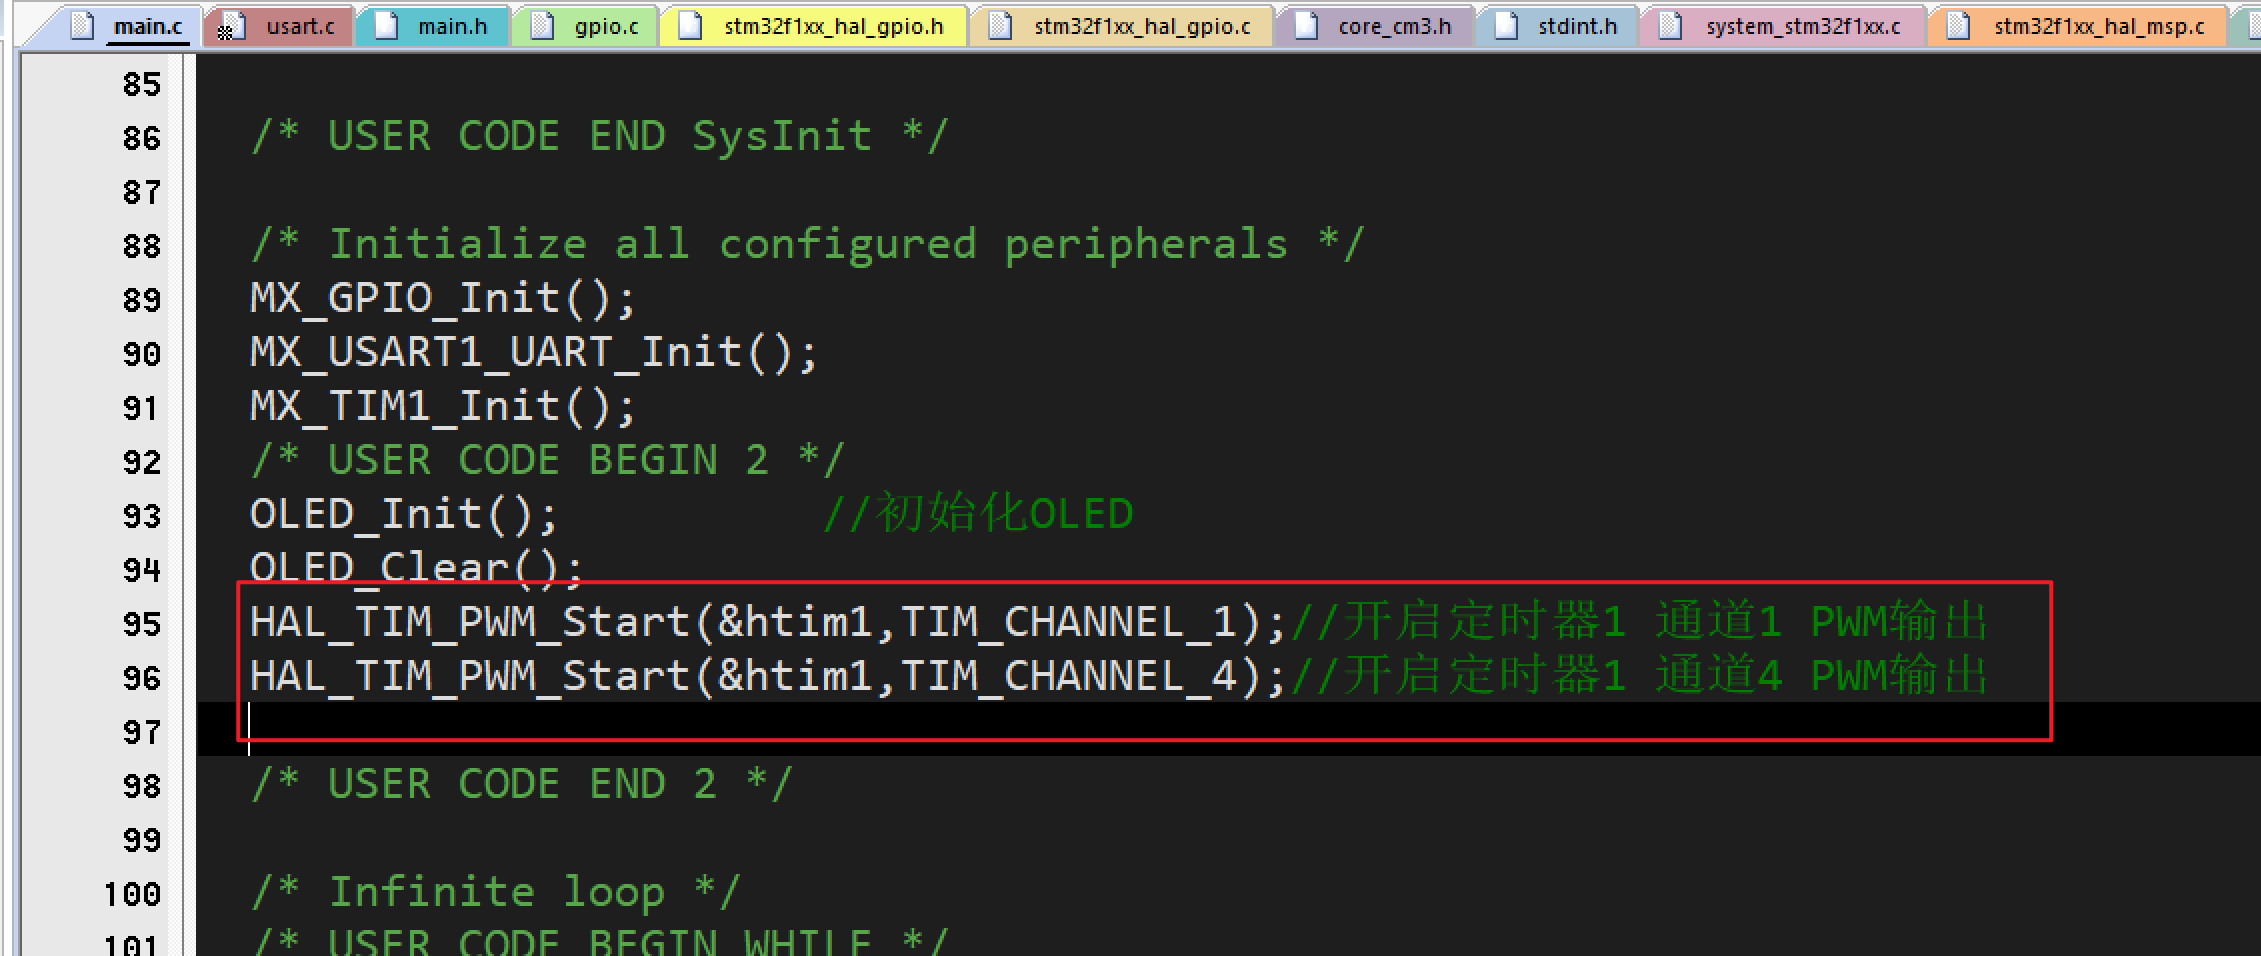 main.c usart.c main.h gpio.c stm32f1xx_hal_gpio.h stm32f1xx_hal_gpio.c core_cm3.h stdint.h system_stm32f1xx.c stm32f1xx_hal_msp.c
85
86 /* USER CODE END SysInit */
87
88 /* Initialize all configured peripherals */
89 MX_GPIO_Init();
90 MX_USART1_UART_Init();
91 MX_TIM1_Init();
92 /* USER CODE BEGIN 2 */
93 OLED_Init(); //初始化OLED
94 OLED_Clear();
95 HAL_TIM_PWM_Start(&htim1,TIM_CHANNEL_1);//开启定时器1 通道1 PWM输出
96 HAL_TIM_PWM_Start(&htim1,TIM_CHANNEL_4);//开启定时器1 通道4 PWM输出
97
98 /* USER CODE END 2 */
99
100 /* Infinite loop */
101 /* USER CODE BEGIN WHILE */